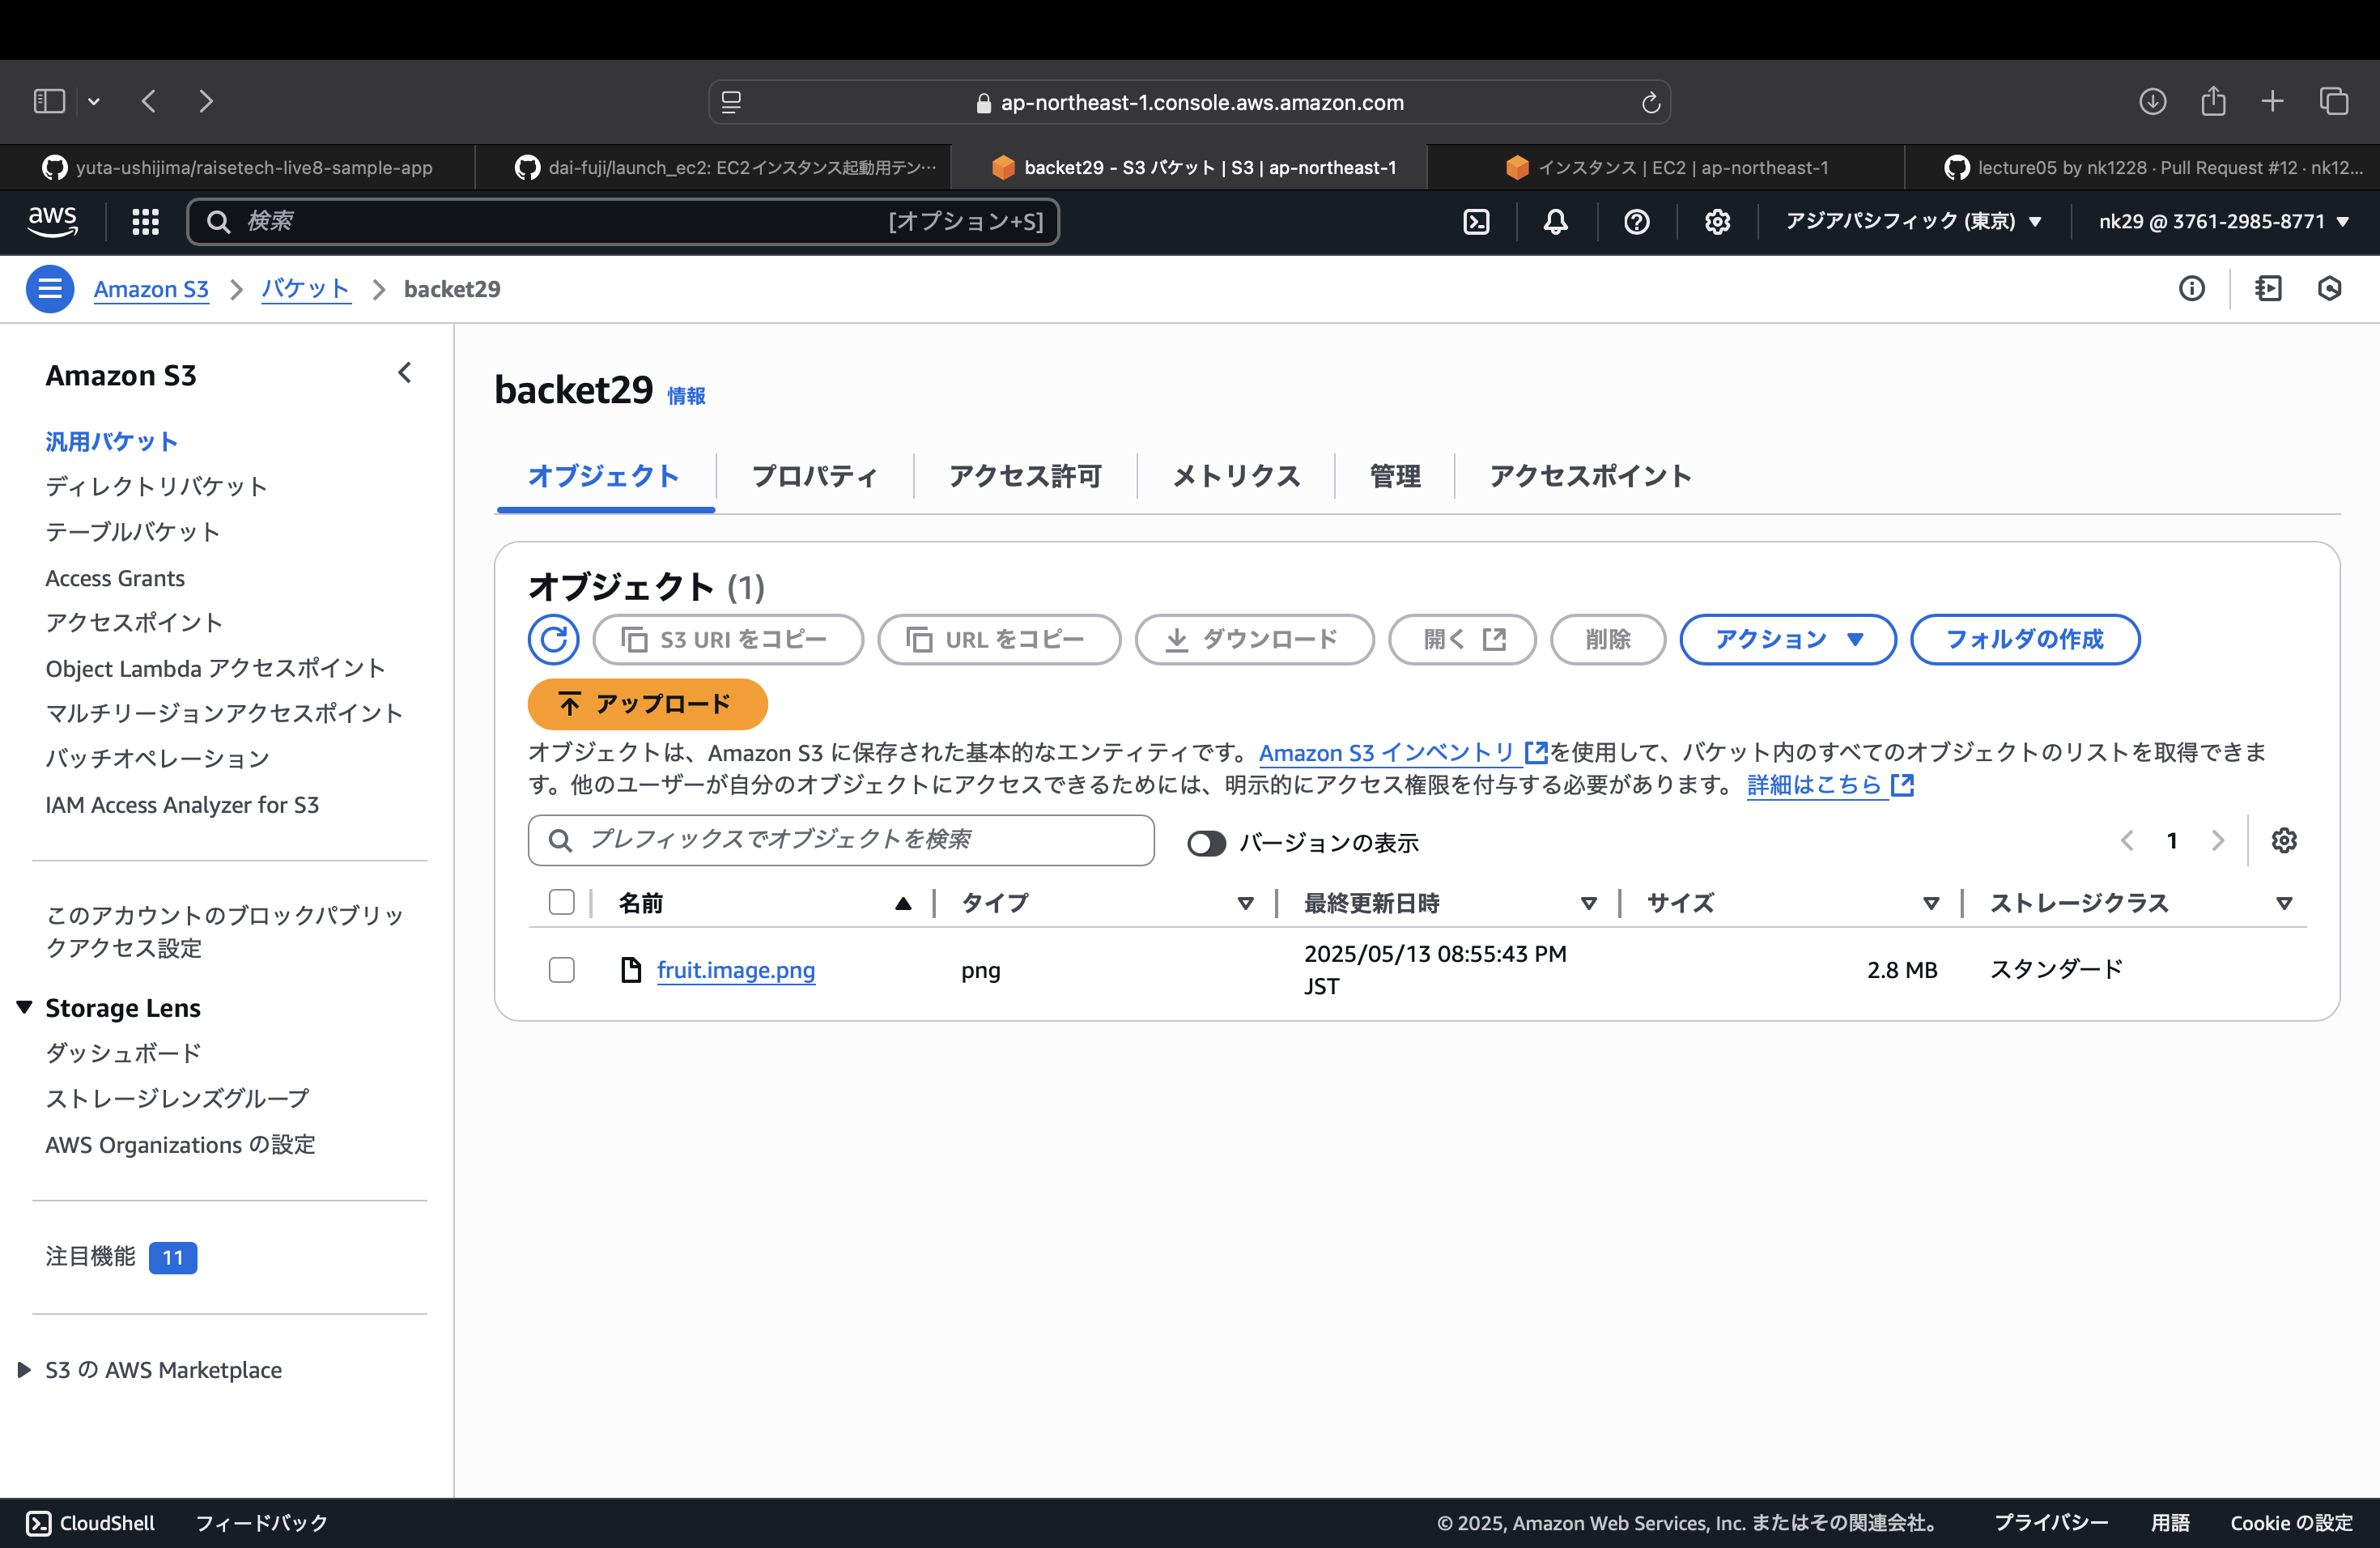 ap-northeast-1.console.aws.amazon.com
yuta-ushijima/raisetech-live8-sample-app
dai-fuji/launch_ec2: EC2インスタンス起動用テン…
backet29 - S3 バケット | S3 | ap-northeast-1
インスタンス | EC2 | ap-northeast-1
lecture05 by nk1228 · Pull Request #12 · nk12…
aws
検索
[オプション+S]
アジアパシフィック (東京)
nk29 @ 3761-2985-8771
Amazon S3
バケット
backet29
Amazon S3
汎用バケット
ディレクトリバケット
テーブルバケット
Access Grants
アクセスポイント
Object Lambda アクセスポイント
マルチリージョンアクセスポイント
バッチオペレーション
IAM Access Analyzer for S3
このアカウントのブロックパブリッ
クアクセス設定
Storage Lens
ダッシュボード
ストレージレンズグループ
AWS Organizations の設定
注目機能 11
S3 の AWS Marketplace
backet29 情報
オブジェクト
プロパティ
アクセス許可
メトリクス
管理
アクセスポイント
オブジェクト (1)
S3 URI をコピー
URL をコピー
ダウンロード
開く
削除
アクション
フォルダの作成
アップロード
オブジェクトは、Amazon S3 に保存された基本的なエンティティです。Amazon S3 インベントリ を使用して、バケット内のすべてのオブジェクトのリストを取得できま
す。他のユーザーが自分のオブジェクトにアクセスできるためには、明示的にアクセス権限を付与する必要があります。 詳細はこちら
プレフィックスでオブジェクトを検索
バージョンの表示
1
名前
タイプ
最終更新日時
サイズ
ストレージクラス
fruit.image.png
png
2025/05/13 08:55:43 PM
JST
2.8 MB
スタンダード
CloudShell
フィードバック
© 2025, Amazon Web Services, Inc. またはその関連会社。
プライバシー
用語
Cookie の設定